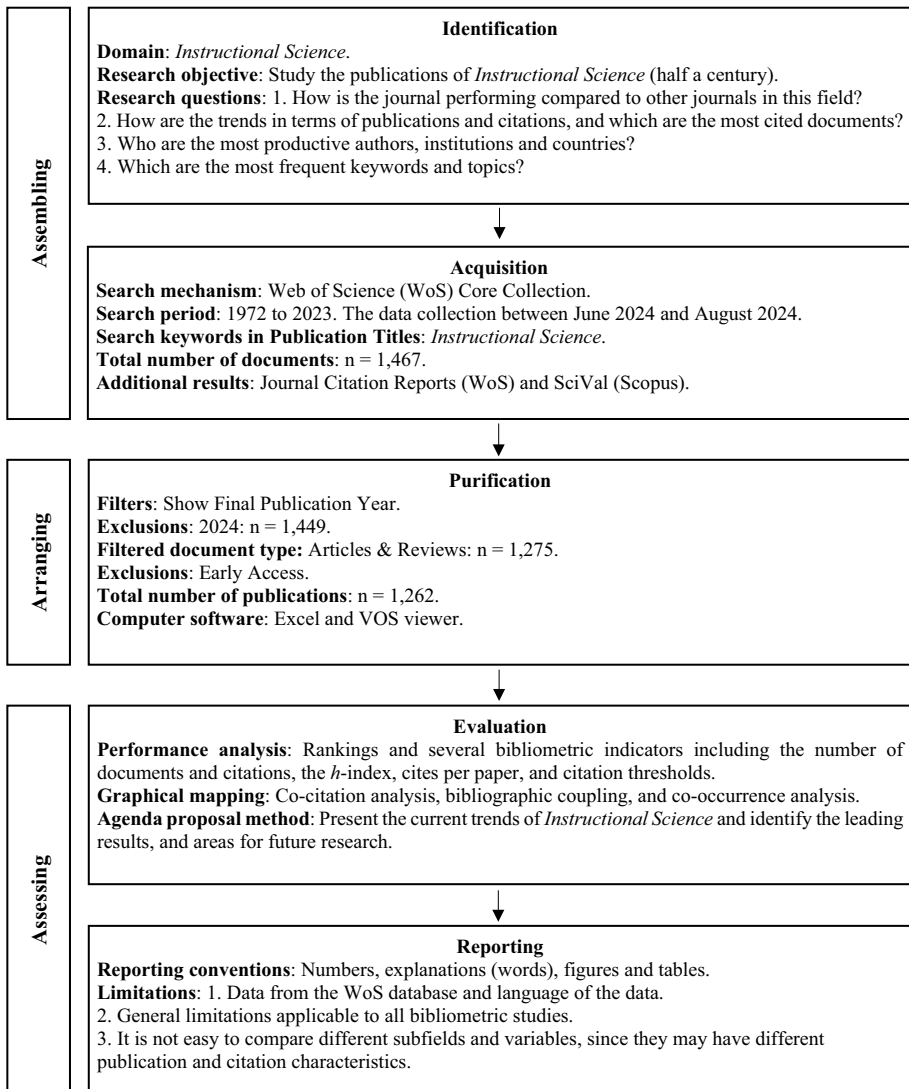 Assembling
Identification
Domain: Instructional Science.
Research objective: Study the publications of Instructional Science (half a century).
Research questions: 1. How is the journal performing compared to other journals in this field?
2. How are the trends in terms of publications and citations, and which are the most cited documents?
3. Who are the most productive authors, institutions and countries?
4. Which are the most frequent keywords and topics?
Acquisition
Search mechanism: Web of Science (WoS) Core Collection.
Search period: 1972 to 2023. The data collection between June 2024 and August 2024.
Search keywords in Publication Titles: Instructional Science.
Total number of documents: n = 1,467.
Additional results: Journal Citation Reports (WoS) and SciVal (Scopus).
Arranging
Purification
Filters: Show Final Publication Year.
Exclusions: 2024: n = 1,449.
Filtered document type: Articles & Reviews: n = 1,275.
Exclusions: Early Access.
Total number of publications: n = 1,262.
Computer software: Excel and VOS viewer.
Assessing
Evaluation
Performance analysis: Rankings and several bibliometric indicators including the number of
documents and citations, the h-index, cites per paper, and citation thresholds.
Graphical mapping: Co-citation analysis, bibliographic coupling, and co-occurrence analysis.
Agenda proposal method: Present the current trends of Instructional Science and identify the leading
results, and areas for future research.
Reporting
Reporting conventions: Numbers, explanations (words), figures and tables.
Limitations: 1. Data from the WoS database and language of the data.
2. General limitations applicable to all bibliometric studies.
3. It is not easy to compare different subfields and variables, since they may have different
publication and citation characteristics.